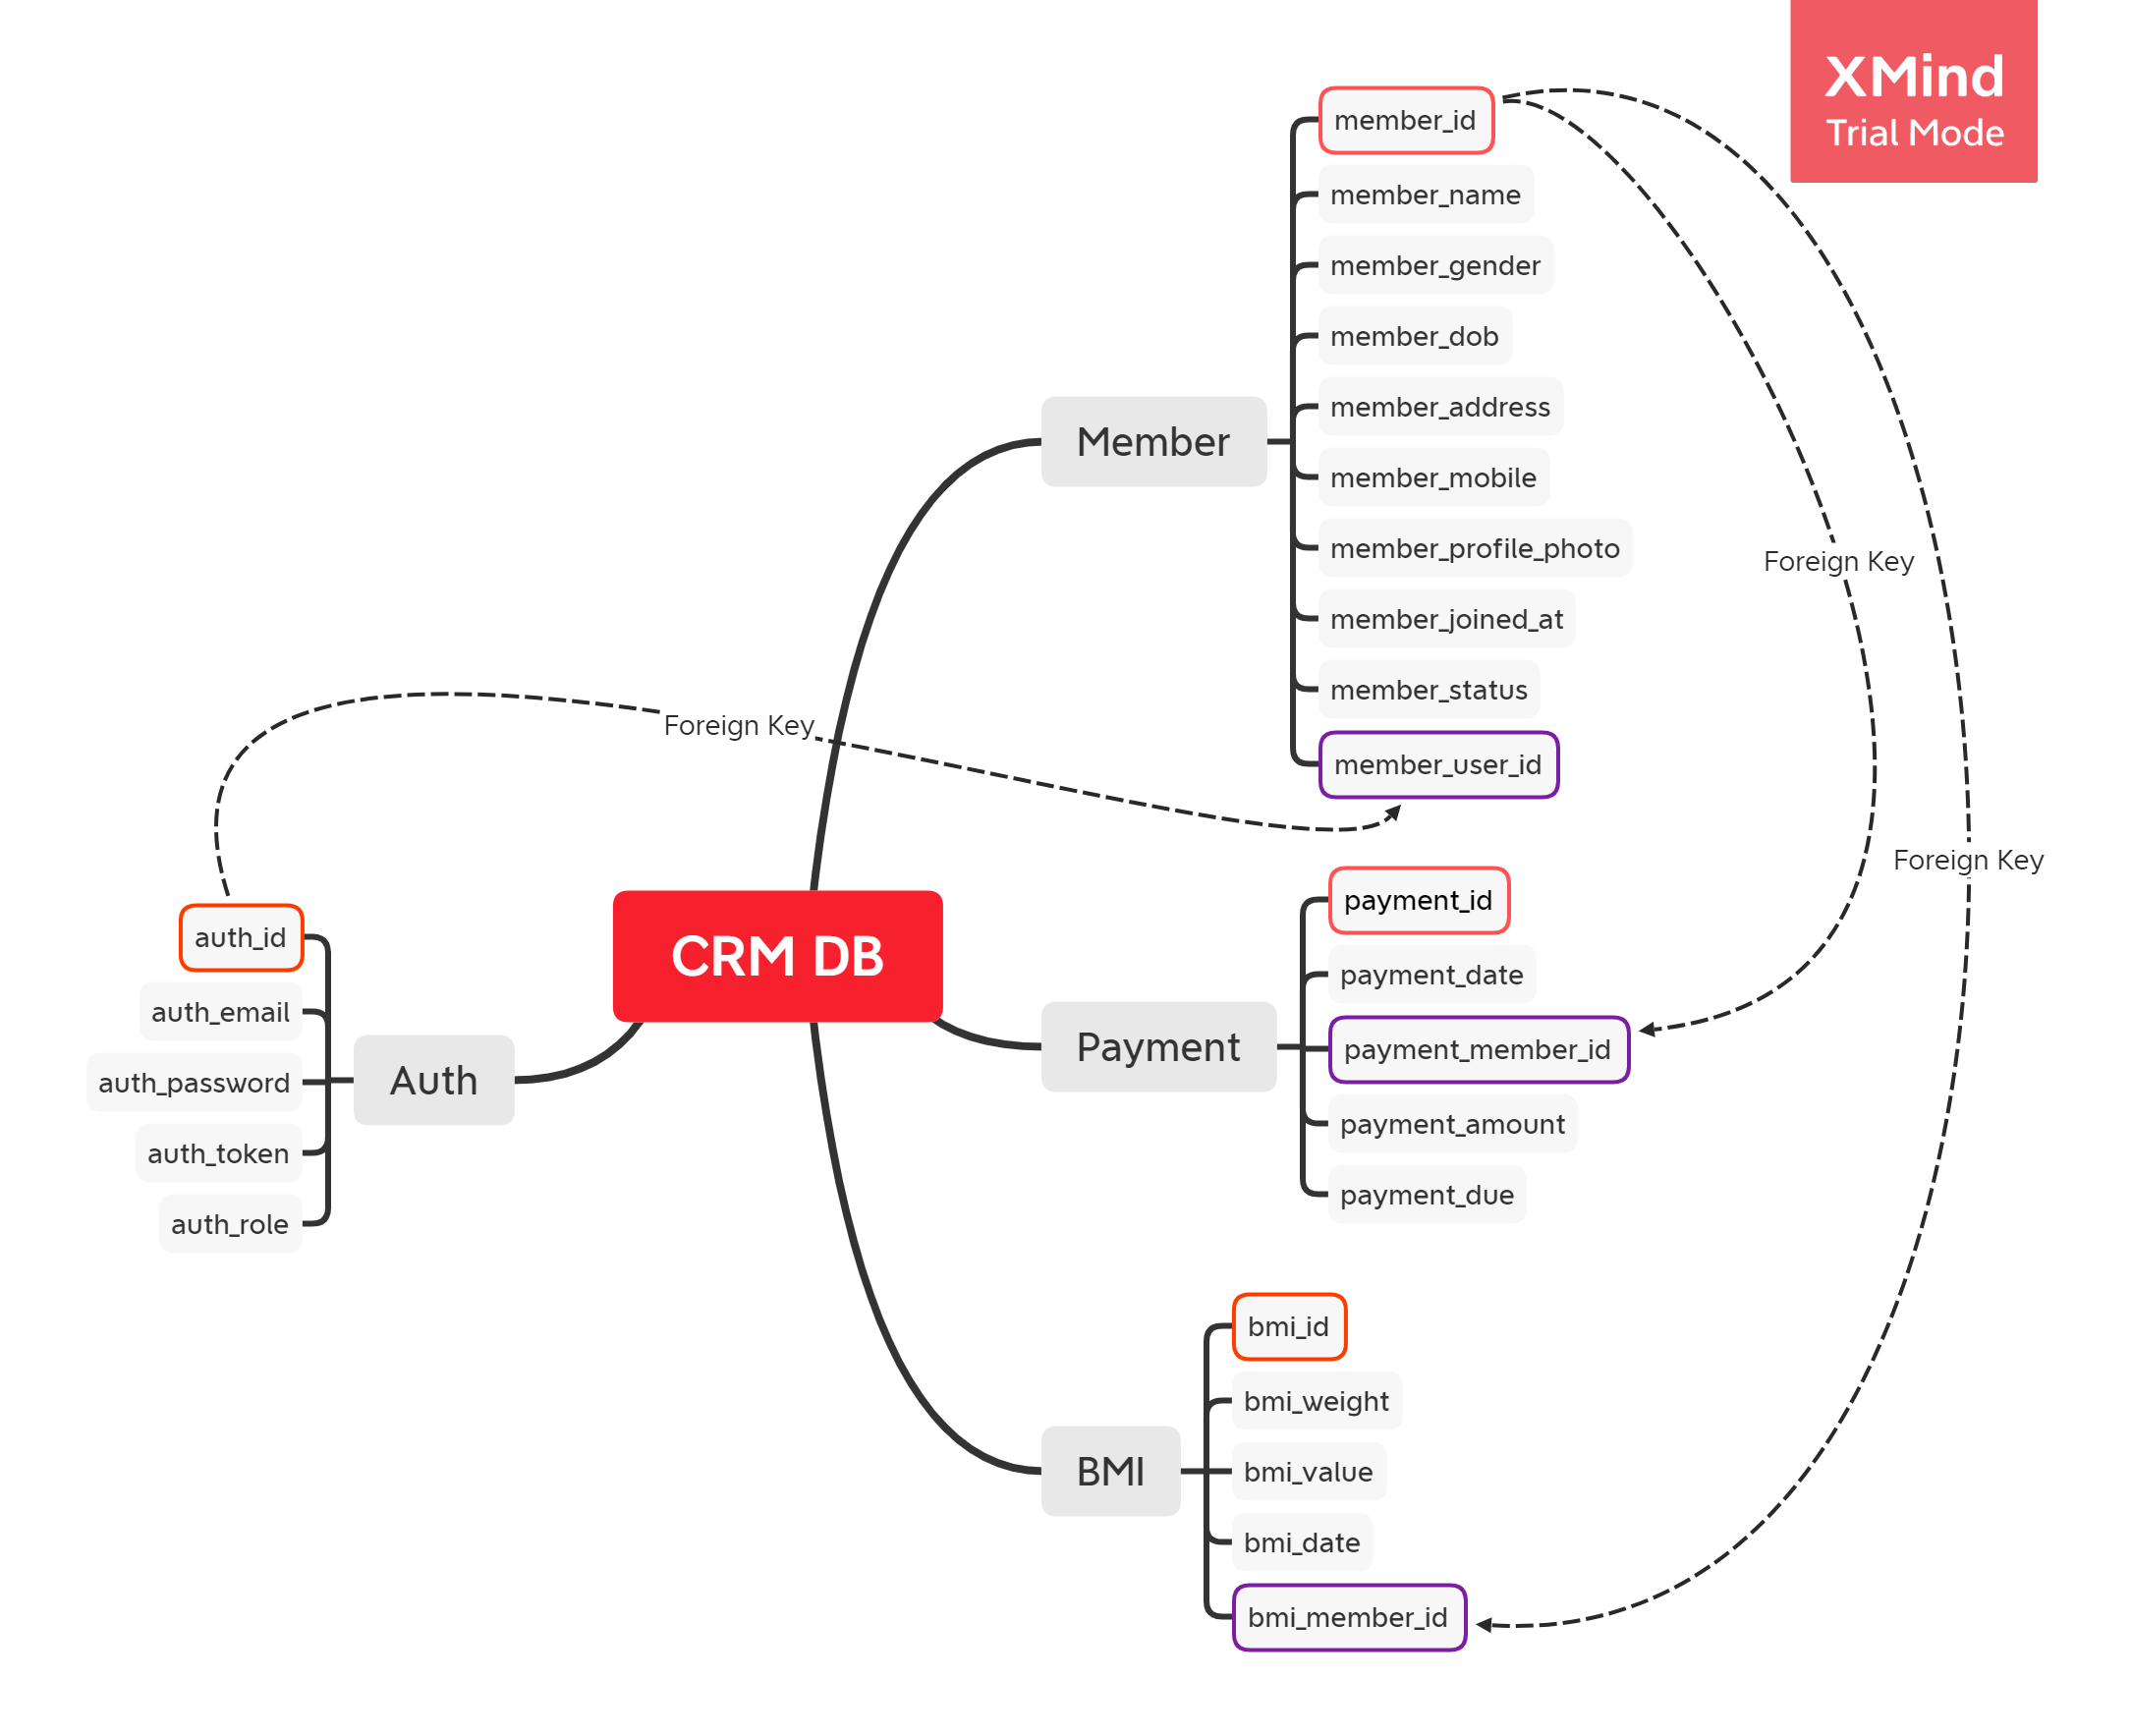 XMind
Trial Mode
member_id
member_name
member_gender
member_dob
member_address
Member
member_mobile
member_profile_photo
Foreign Key
member_joined_at
member_status
Foreign Key
member_user_id
Foreign Key
payment_id
auth_id
CRM DB
payment_date
auth_email
Payment
payment_member_id
auth_password
Auth
payment_amount
auth_token
payment_due
auth_role
bmi_id
bmi_weight
BMI
bmi_value
bmi_date
bmi_member_id